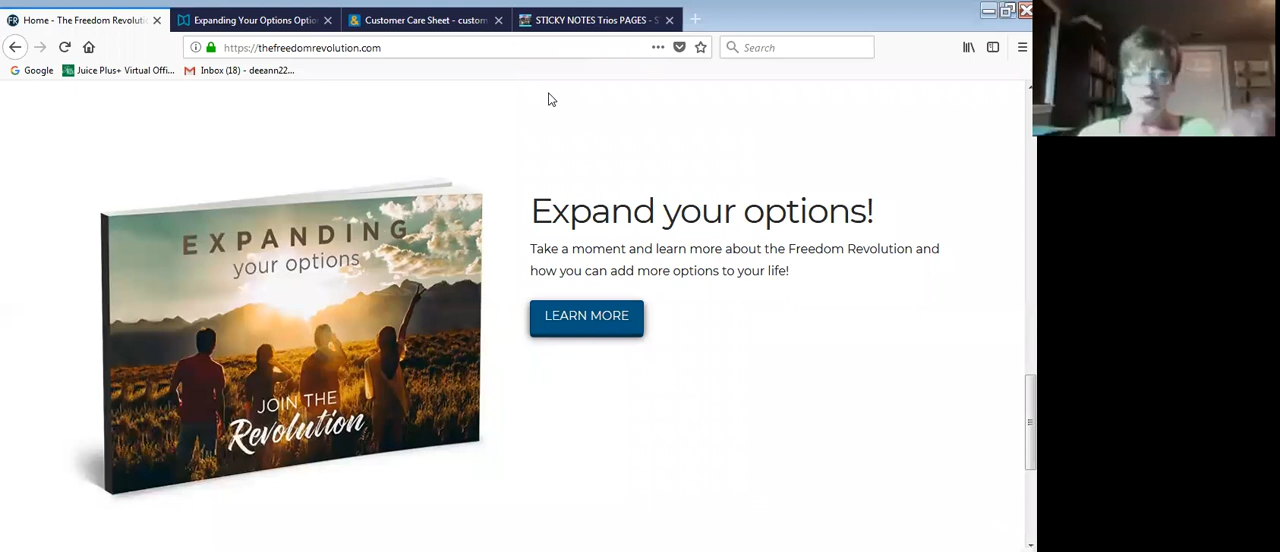 FR Home - The Freedom Revoluti
Expanding Your Options Option
& Customer Care Sheet - custom
STICKY NOTES Trios PAGES - S
https://thefreedomrevolution.com
Search
G Google
Juice Plus+ Virtual Offi...
M Inbox (18) - deeann22...
EXPANDING
your options
JOIN THE
Revolution
Expand your options!
Take a moment and learn more about the Freedom Revolution and
how you can add more options to your life!
LEARN MORE